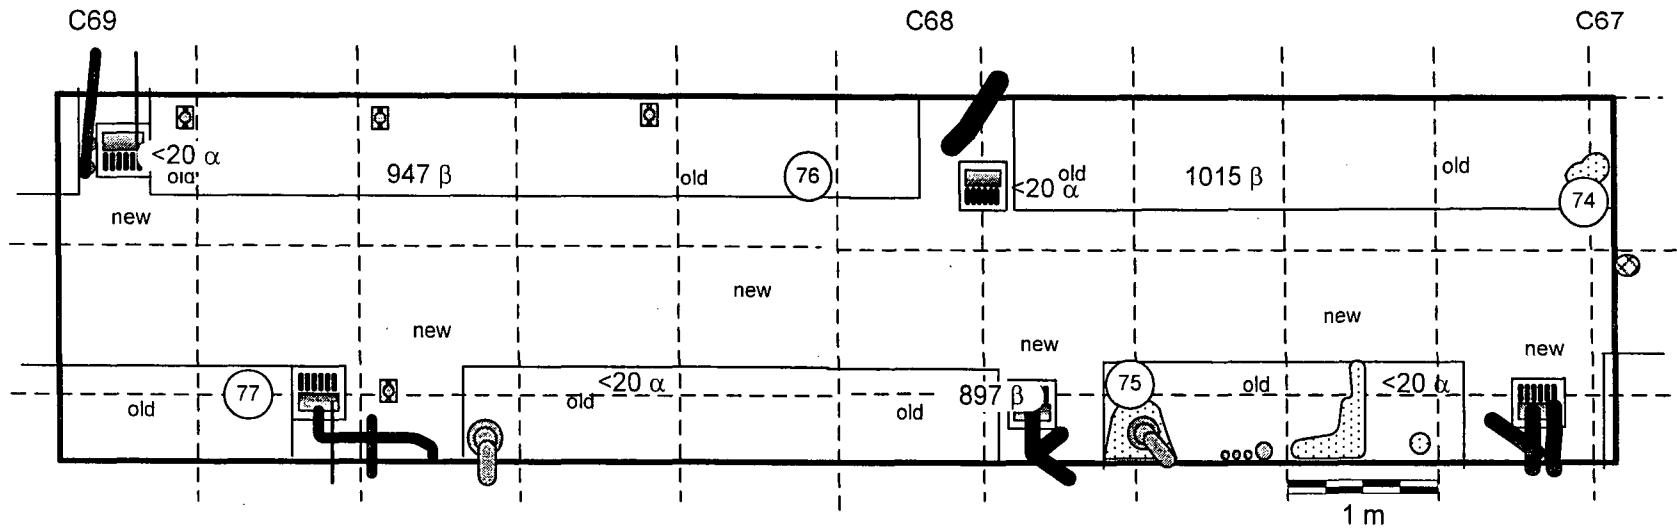 C69 C68 C67
<20 α 947 β old 76 <20 α old 1015 β old 74
old
new
new
new
new
new
new
77 <20 α 75 old <20 α
old old old 897 β
1 m